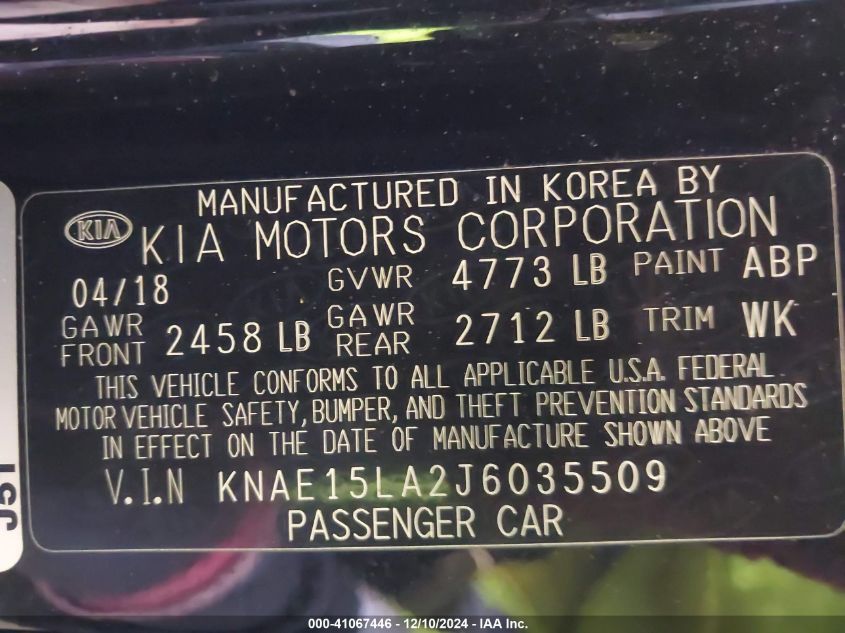 MANUFACTURED IN KOREA BY
KIA KIA MOTORS CORPORATION
04/18 GVWR 4773 LB PAINT ABP
GAWR FRONT 2458 LB GAWR REAR 2712 LB TRIM WK
THIS VEHICLE CONFORMS TO ALL APPLICABLE U.S.A. FEDERAL
MOTOR VEHICLE SAFETY, BUMPER, AND THEFT PREVENTION STANDARDS
IN EFFECT ON THE DATE OF MANUFACTURE SHOWN ABOVE
V.I.N KNAE15LA2J6035509
PASSENGER CAR
000-41067446 - 12/10/2024 - IAA Inc.